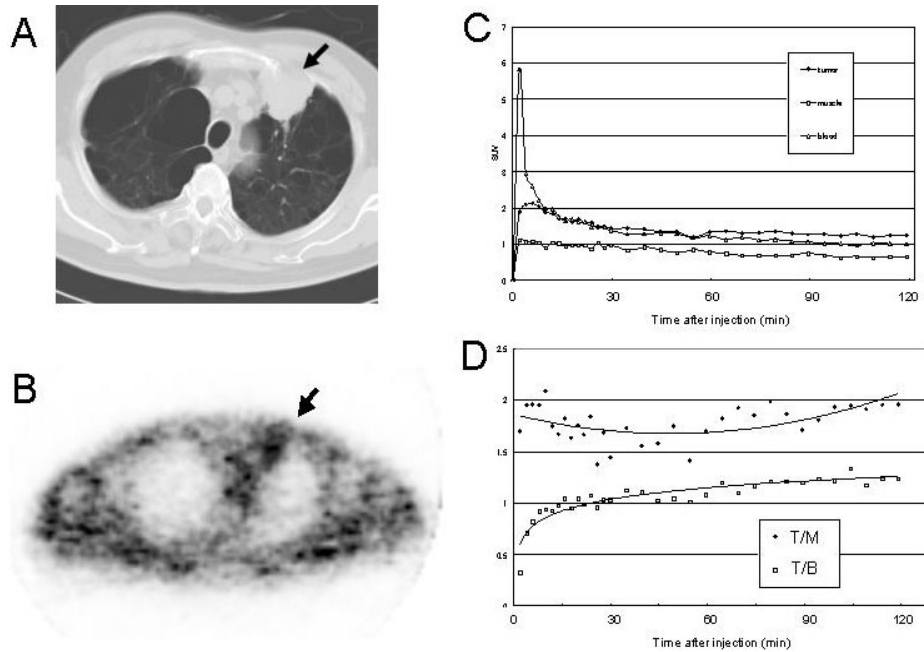 A
B
C
7
6
5
4
3
2
1
0
SUV
tumor
muscle
blood
0 30 60 90 120
Time after injection (min)
D
2.5
2
1.5
1
0.5
0
T/M
T/B
0 30 60 90 120
Time after injection (min)